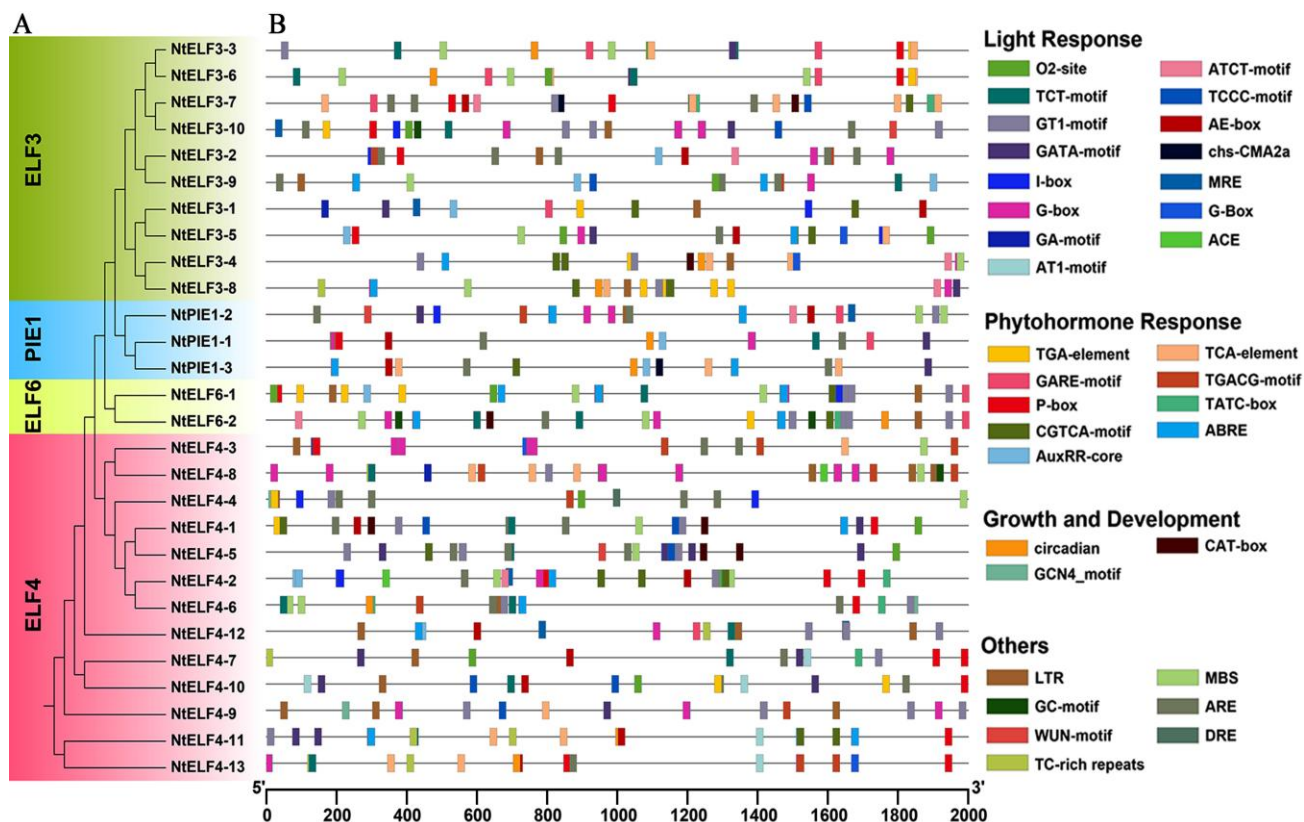 A
B
ELF3
PIE1
ELF6
ELF4
NtELF3-3
NtELF3-6
NtELF3-7
NtELF3-10
NtELF3-2
NtELF3-9
NtELF3-1
NtELF3-5
NtELF3-4
NtELF3-8
NtPIE1-2
NtPIE1-1
NtPIE1-3
NtELF6-1
NtELF6-2
NtELF4-3
NtELF4-8
NtELF4-4
NtELF4-1
NtELF4-5
NtELF4-2
NtELF4-6
NtELF4-12
NtELF4-7
NtELF4-10
NtELF4-9
NtELF4-11
NtELF4-13
5'
3'
0 200 400 600 800 1000 1200 1400 1600 1800 2000
Light Response
O2-site
TCT-motif
GT1-motif
GATA-motif
I-box
G-box
GA-motif
AT1-motif
ATCT-motif
TCCC-motif
AE-box
chs-CMA2a
MRE
G-Box
ACE
Phytohormone Response
TGA-element
GARE-motif
P-box
CGTCA-motif
AuxRR-core
TCA-element
TGACG-motif
TATC-box
ABRE
Growth and Development
circadian
GCN4_motif
CAT-box
Others
LTR
GC-motif
WUN-motif
TC-rich repeats
MBS
ARE
DRE